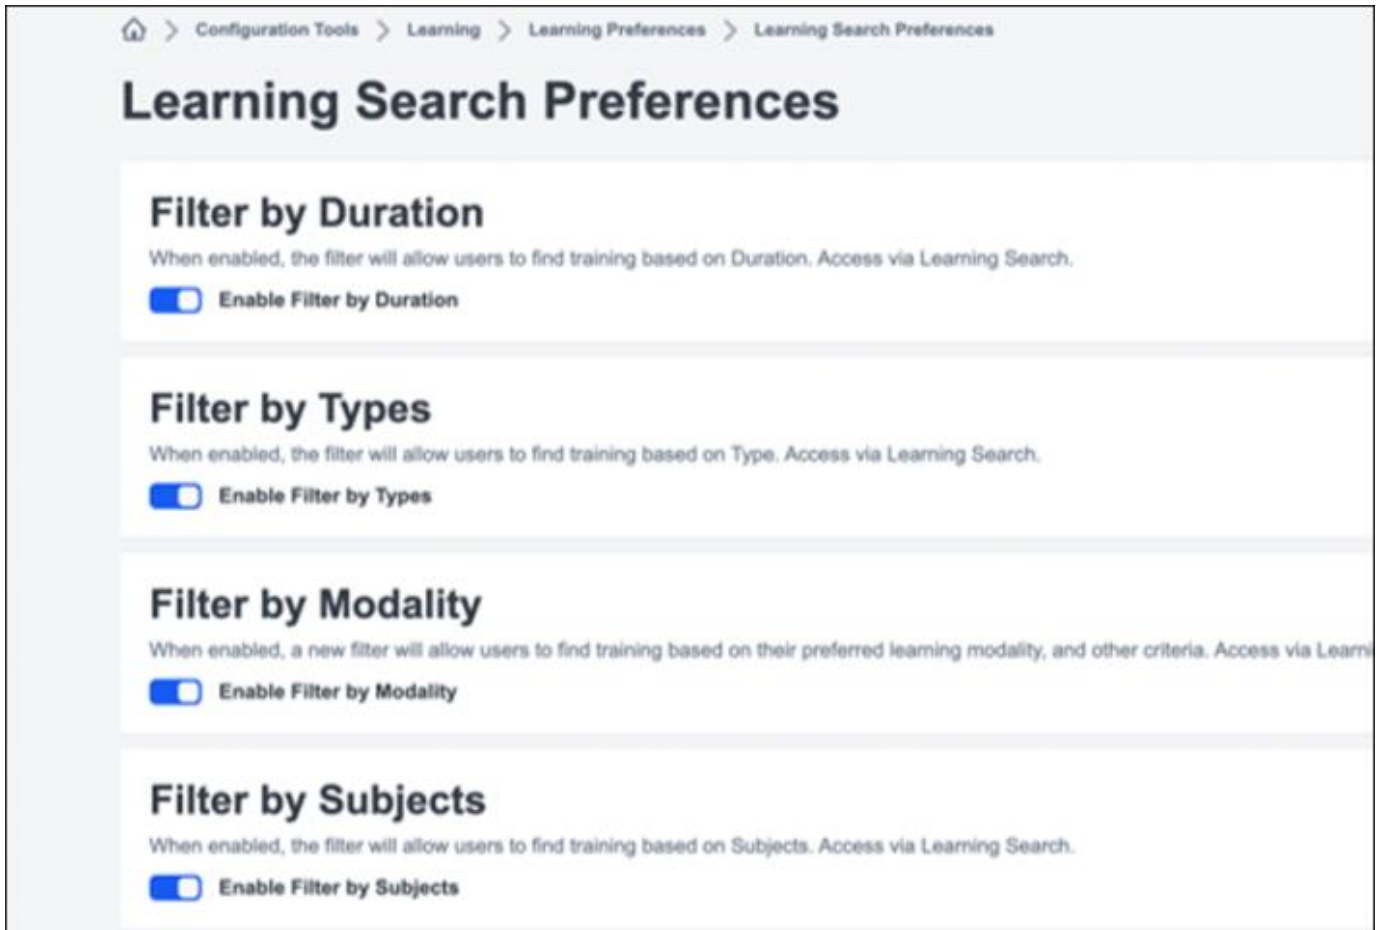 Configuration Tools > Learning > Learning Preferences > Learning Search Preferences
Learning Search Preferences
Filter by Duration
When enabled, the filter will allow users to find training based on Duration. Access via Learning Search.
Enable Filter by Duration
Filter by Types
When enabled, the filter will allow users to find training based on Type. Access via Learning Search.
Enable Filter by Types
Filter by Modality
When enabled, a new filter will allow users to find training based on their preferred learning modality, and other criteria. Access via Learni
Enable Filter by Modality
Filter by Subjects
When enabled, the filter will allow users to find training based on Subjects. Access via Learning Search.
Enable Filter by Subjects